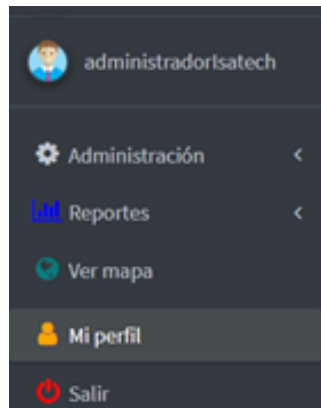 administradorIsatech
Administración
Reportes
Ver mapa
Mi perfil
Salir